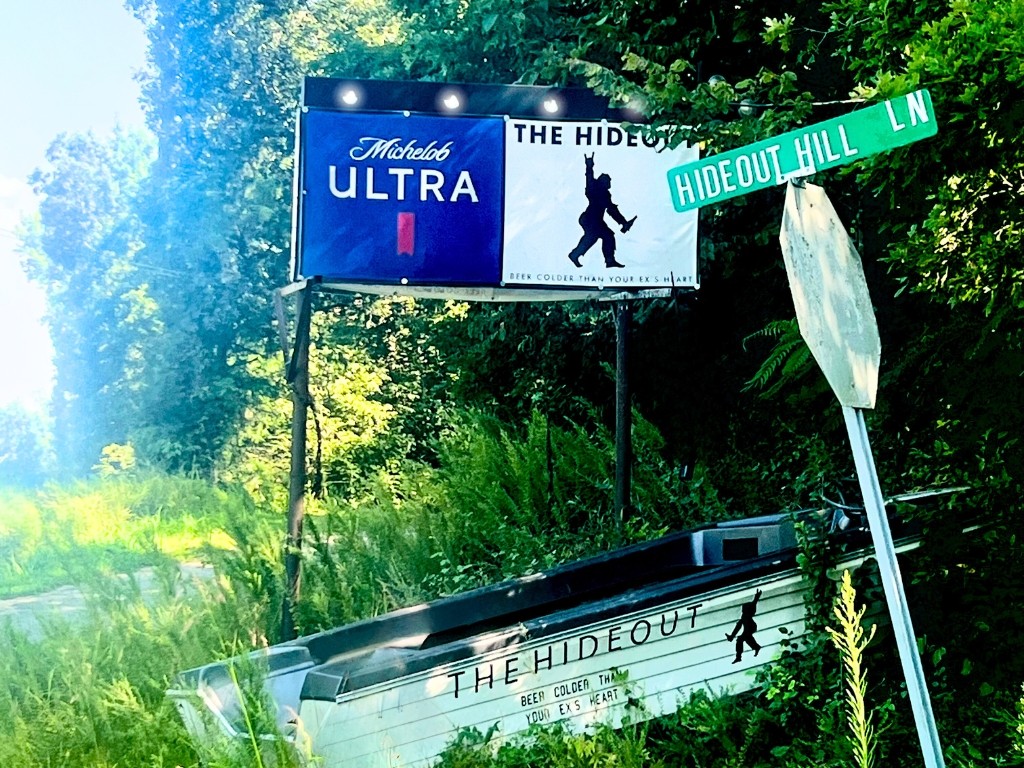 Michelob
ULTRA
THE HIDEOUT
BEER COLDER THAN YOUR EX'S HEART
HIDEOUT HILL LN
THE HIDEOUT
BEER COLDER THAN
YOUR EX'S HEART